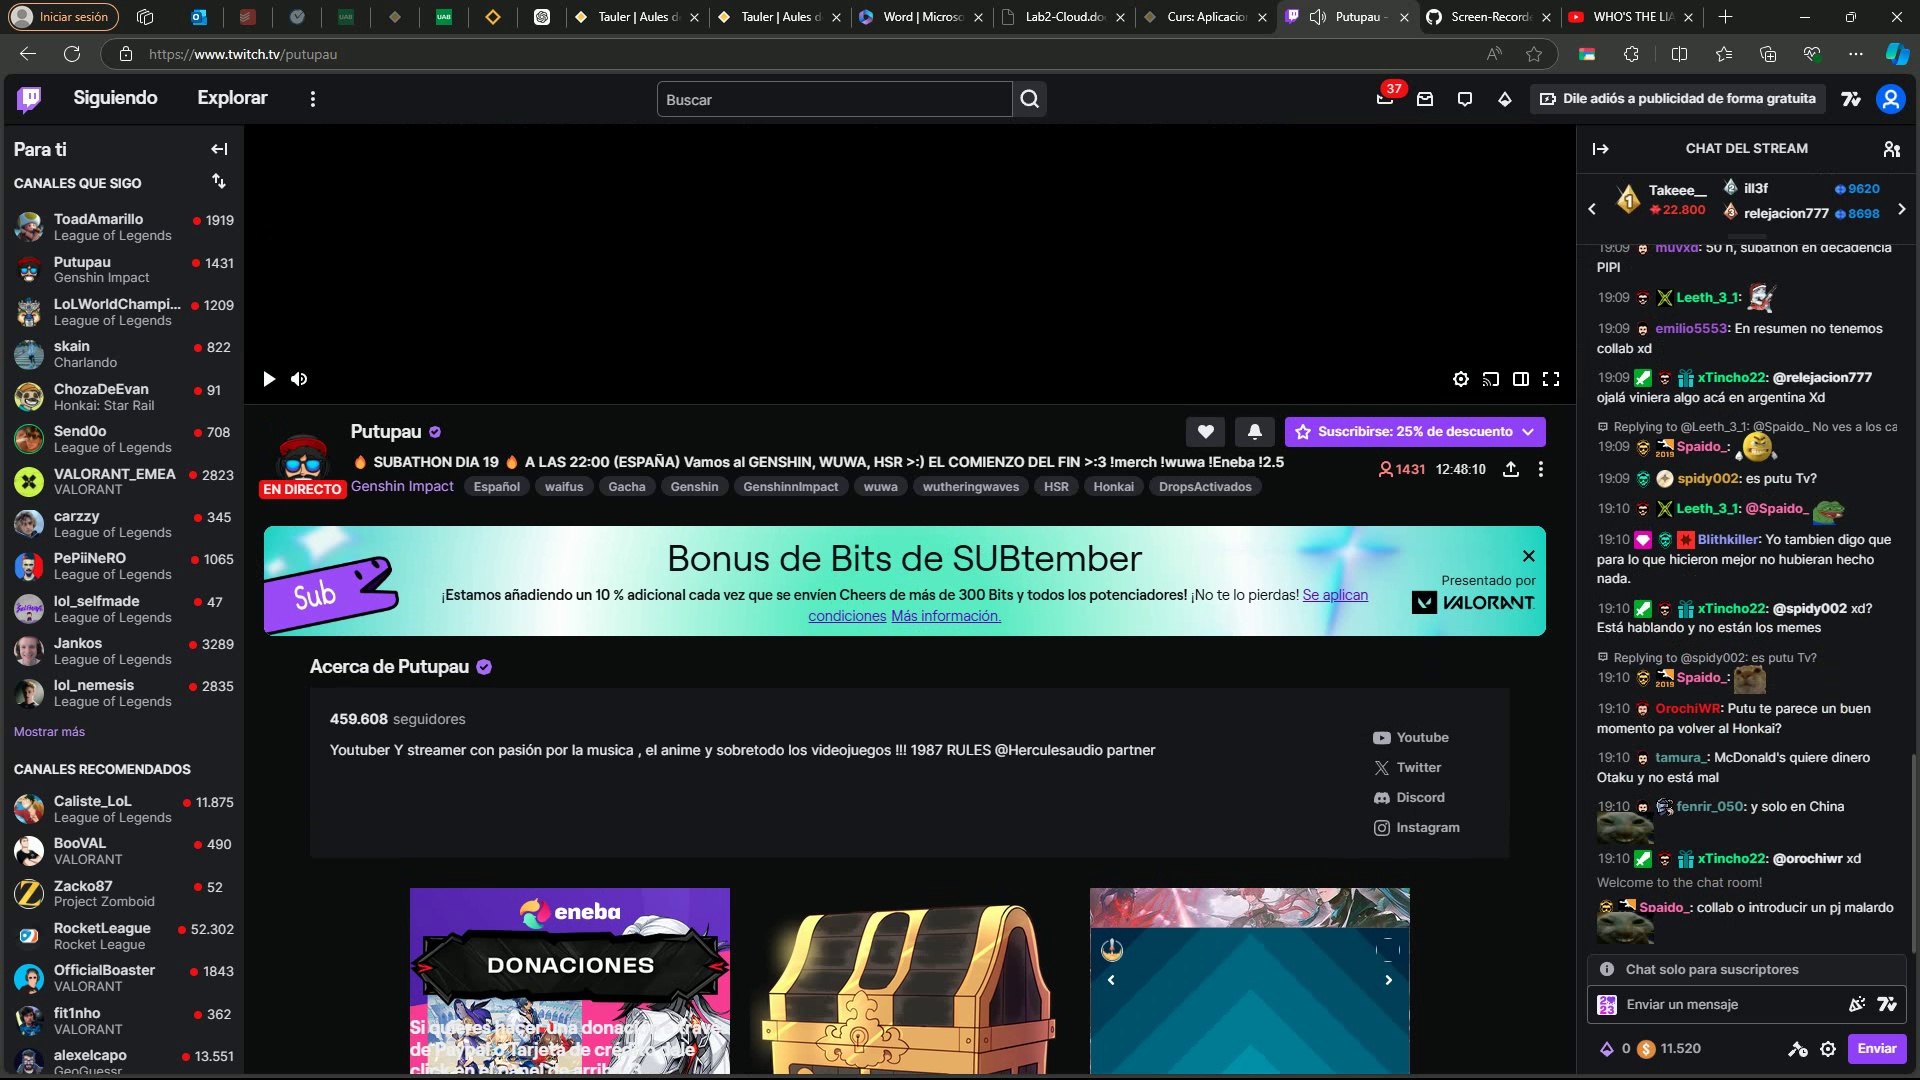 Iniciar sesión
Tauler | Aules de
Tauler | Aules d
Word | Microso
Lab2-Cloud.do
Curs: Aplicacion
Putupau -
Screen-Recorde
WHO'S THE LIA
https://www.twitch.tv/putupau
Siguiendo
Explorar
Buscar
37
Dile adiós a publicidad de forma gratuita
Para ti
CANALES QUE SIGO
ToadAmarillo
1919
League of Legends
Putupau
1431
Genshin Impact
LoLWorldChampi...
1209
League of Legends
skain
822
Charlando
ChozaDeEvan
91
Honkai: Star Rail
Send0o
708
League of Legends
VALORANT_EMEA
2823
VALORANT
carzzy
345
League of Legends
PePiiNeRO
1065
League of Legends
lol_selfmade
47
League of Legends
Jankos
3289
League of Legends
lol_nemesis
2835
League of Legends
Mostrar más
CANALES RECOMENDADOS
Caliste_LoL
11.875
League of Legends
BooVAL
490
VALORANT
Zacko87
52
Project Zomboid
RocketLeague
52.302
Rocket League
OfficialBoaster
1843
VALORANT
fit1nho
362
VALORANT
alexelcapo
13.551
GeoGuessr
Putupau
Suscribirse: 25% de descuento
SUBATHON DIA 19 🔥 A LAS 22:00 (ESPAÑA) Vamos al GENSHIN, WUWA, HSR >:) EL COMIENZO DEL FIN >:3 !merch !wuwa !Eneba !2.5
1431 12:48:10
EN DIRECTO
Genshin Impact Español waifus Gacha Genshin GenshinnImpact wuwa wutheringwaves HSR Honkai DropsActivados
Sub
Bonus de Bits de SUBtember
¡Estamos añadiendo un 10 % adicional cada vez que se envíen Cheers de más de 300 Bits y todos los potenciadores! ¡No te lo pierdas! Se aplican
condiciones Más información.
Presentado por
VALORANT
Acerca de Putupau
459.608 seguidores
Youtuber Y streamer con pasión por la musica , el anime y sobretodo los videojuegos !!! 1987 RULES @Herculesaudio partner
Youtube
Twitter
Discord
Instagram
eneba
DONACIONES
Si quieres hacer una donación a través
de Paypal o Tarjeta de crédito dale
click en el panel de arriba
CHAT DEL STREAM
1
Takeee__
22.800
2 ill3f 9620
3 relejacion777 8698
19:09 muvxd: 50 h, subathon en decadencia
PIPI
19:09 Leeth_3_1:
19:09 emilio5553: En resumen no tenemos
collab xd
19:09 xTincho22: @relejacion777
ojalá viniera algo acá en argentina Xd
Replying to @Leeth_3_1: @Spaido_ No ves a los ca
19:09 2019 Spaido_:
19:09 spidy002: es putu Tv?
19:10 Leeth_3_1: @Spaido_
19:10 Blithkiller: Yo tambien digo que
para lo que hicieron mejor no hubieran hecho
nada.
19:10 xTincho22: @spidy002 xd?
Está hablando y no están los memes
Replying to @spidy002: es putu Tv?
19:10 2019 Spaido_:
19:10 OrochiWR: Putu te parece un buen
momento pa volver al Honkai?
19:10 tamura_: McDonald's quiere dinero
Otaku y no está mal
19:10 fenrir_050: y solo en China
19:10 xTincho22: @orochiwr xd
Welcome to the chat room!
Spaido_: collab o introducir un pj malardo
Chat solo para suscriptores
Enviar un mensaje
0
11.520
Enviar